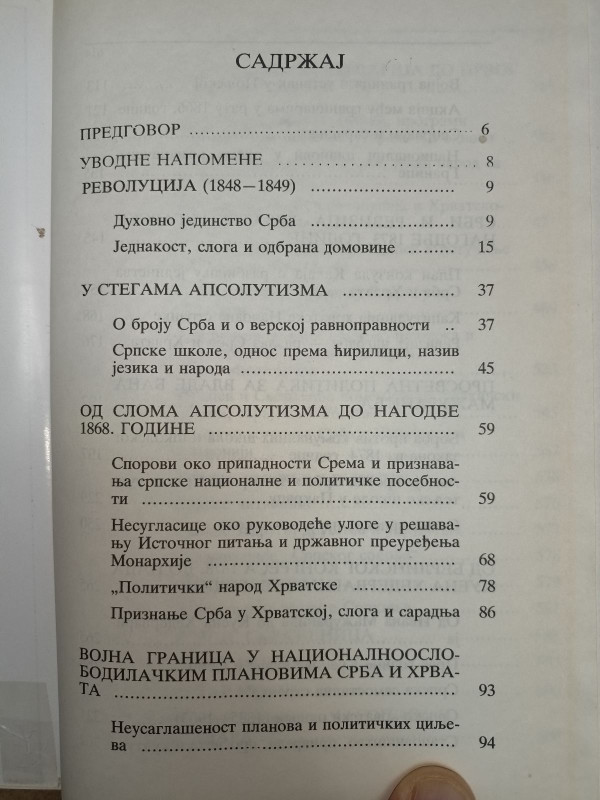 САДРЖАЈ
ПРЕДГОВОР ........................................ 6
УВОДНЕ НАПОМЕНЕ ........................ 8
РЕВОЛУЦИЈА (1848—1849) .................... 9
Духовно јединство Срба .................... 9
Једнакост, слога и одбрана домовине .... 15
У СТЕГАМА АПСОЛУТИЗМА ................ 37
О броју Срба и о верској равноправности .. 37
Српске школе, однос према ћирилици, назив
језика и народа ............................ 45
ОД СЛОМА АПСОЛУТИЗМА ДО НАГОДБЕ
1868. ГОДИНЕ .................................. 59
Спорови око припадности Срема и признава-
ња српске националне и политичке посебнос-
ти .......................................... 59
Несугласице око руководеће улоге у решава-
њу Источног питања и државног преуређења
Монархије .................................. 68
„Политички“ народ Хрватске ................ 78
Признање Срба у Хрватској, слога и сарадња 86
ВОЈНА ГРАНИЦА У НАЦИОНАЛНООСЛО-
БОДИЛАЧКИМ ПЛАНОВИМА СРБА И ХРВА-
ТА .............................................. 93
Неусаглашеност планова и политичких циље-
ва .......................................... 94